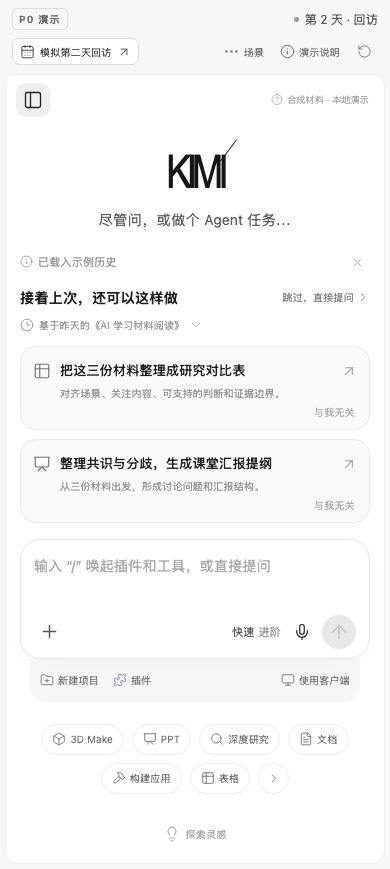 P0 演示
第 2 天 · 回访
模拟第二天回访
场景
演示说明
合成材料 · 本地演示
KIMI
尽管问，或做个 Agent 任务…
已载入示例历史
接着上次，还可以这样做
跳过，直接提问
基于昨天的《AI 学习材料阅读》
把这三份材料整理成研究对比表
对齐场景、关注内容、可支持的判断和证据边界。
与我无关
整理共识与分歧，生成课堂汇报提纲
从三份材料出发，形成讨论问题和汇报结构。
与我无关
输入 “/” 唤起插件和工具，或直接提问
快速 进阶
新建项目
插件
使用客户端
3D Make
PPT
深度研究
文档
构建应用
表格
探索灵感